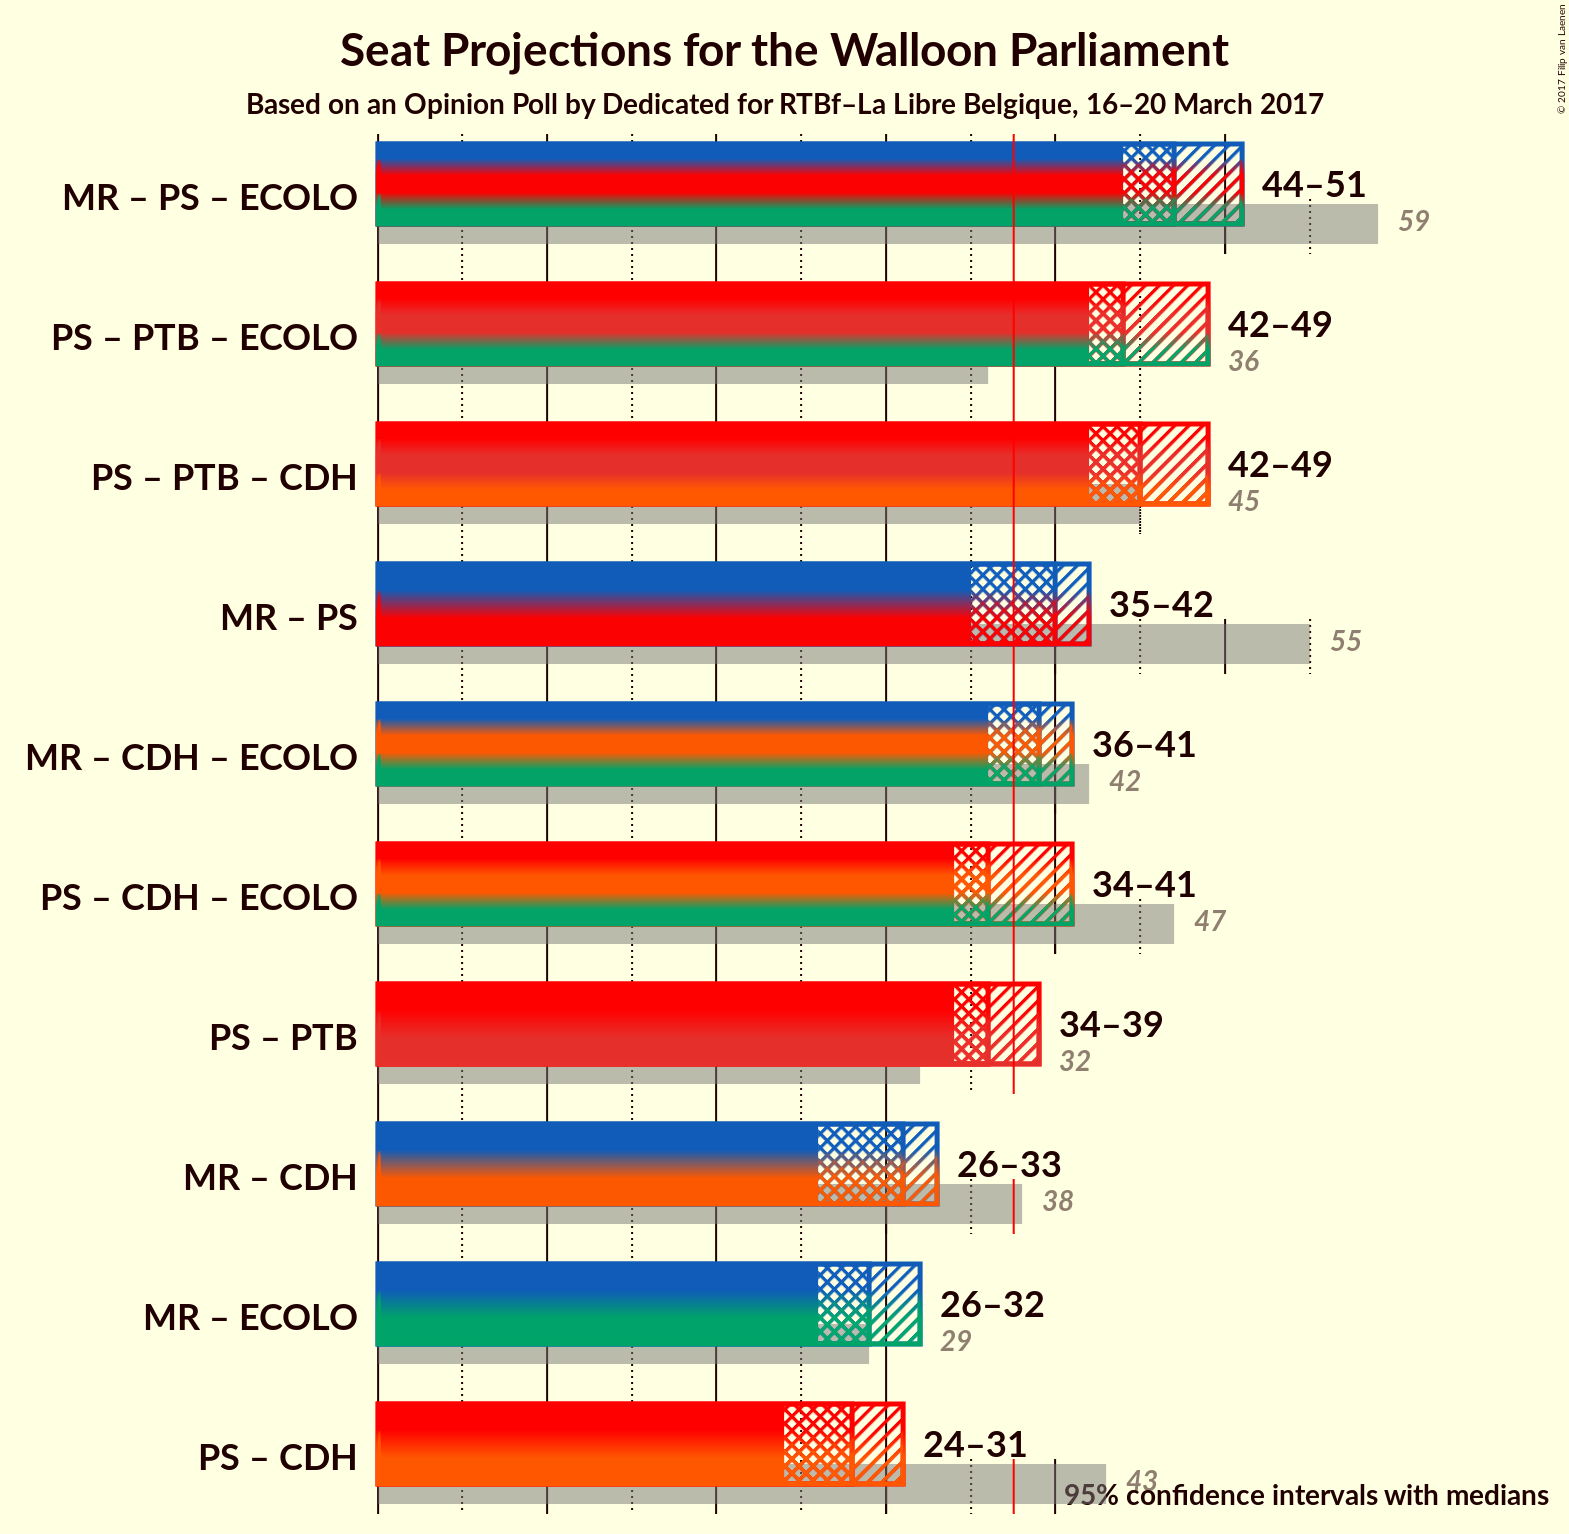 Seat Projections for the Walloon Parliament
Based on an Opinion Poll by Dedicated for RTBf–La Libre Belgique, 16–20 March 2017
© 2017 Filip van Laenen
MR – PS – ECOLO
44–51
59
PS – PTB – ECOLO
42–49
36
PS – PTB – CDH
42–49
45
MR – PS
35–42
55
MR – CDH – ECOLO
36–41
42
PS – CDH – ECOLO
34–41
47
PS – PTB
34–39
32
MR – CDH
26–33
38
MR – ECOLO
26–32
29
PS – CDH
24–31
43
95% confidence intervals with medians